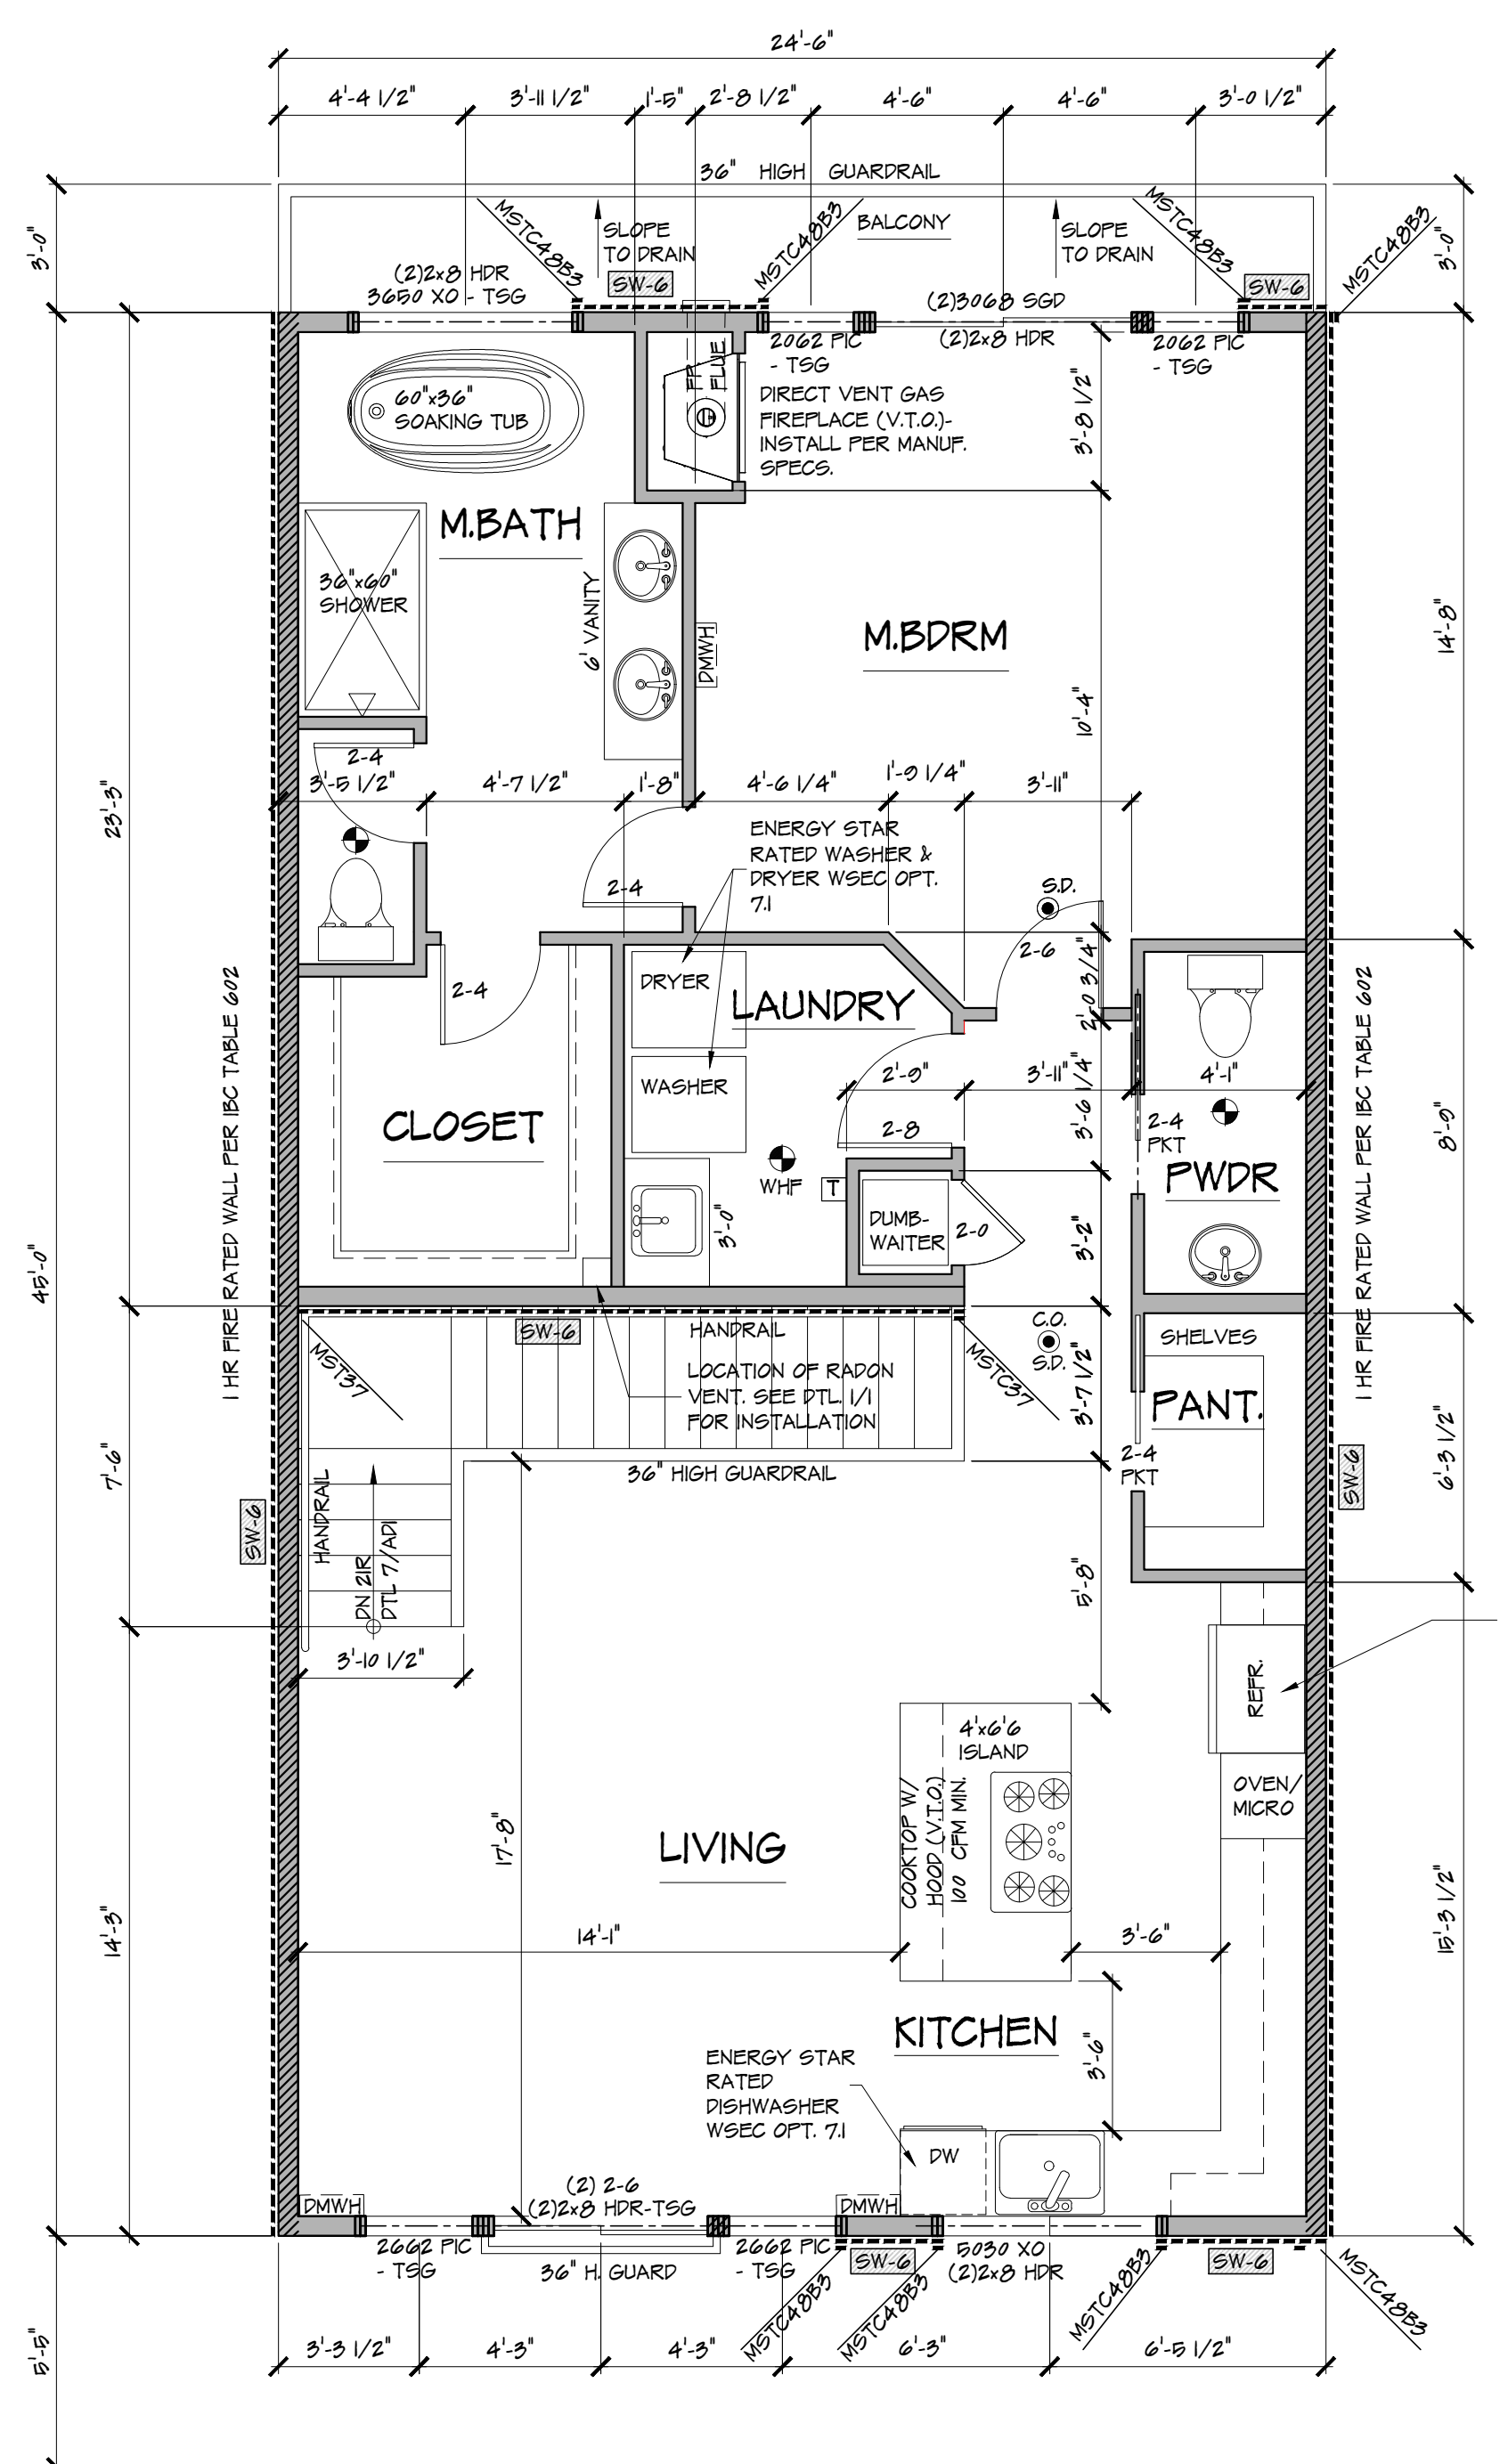 24'-6"
4'-4 1/2"
3'-11 1/2"
1'-5"
2'-8 1/2"
4'-6"
4'-6"
3'-0 1/2"
36" HIGH GUARDRAIL
3'-0"
MSTC48B3
SLOPE
TO DRAIN
MSTC48B3
BALCONY
SLOPE
TO DRAIN
MSTC48B3
MSTC48B3
3'-0"
(2)2x8 HDR
3650 XO - TSG
SW-6
SW-6
(2)3068 SGD
(2)2x8 HDR
2062 PIC
- TSG
2062 PIC
- TSG
FP
FLUE
60"x36"
SOAKING TUB
DIRECT VENT GAS
FIREPLACE (V.T.O.)-
INSTALL PER MANUF.
SPECS.
3'-8 1/2"
M.BATH
36"x60"
SHOWER
6' VANITY
DMWH
M.BDRM
14'-8"
10'-4"
23'-3"
2-4
3'-5 1/2"
4'-7 1/2"
1'-8"
4'-6 1/4"
1'-9 1/4"
3'-11"
ENERGY STAR
RATED WASHER &
DRYER WSEC OPT.
7.1
2-4
S.D.
2-6
2'-0 3/4"
2-4
DRYER
LAUNDRY
1 HR FIRE RATED WALL PER IBC TABLE 602
1 HR FIRE RATED WALL PER IBC TABLE 602
WASHER
2'-9"
3'-11"
4'-1"
3'-6 1/4"
CLOSET
2-8
2-4
PKT
8'-9"
PWDR
WHF
T
DUMB-
WAITER
2-0
3'-0"
3'-2"
45'-0"
SW-6
HANDRAIL
C.O.
S.D.
SHELVES
MST37
LOCATION OF RADON
VENT. SEE DTL. 1/1
FOR INSTALLATION
MSTC37
3'-7 1/2"
PANT.
2-4
PKT
6'-3 1/2"
7'-6"
36" HIGH GUARDRAIL
SW-6
SW-6
HANDRAIL
DN 21R
DTL 7/AD1
5'-8"
3'-10 1/2"
REFR.
4'x6'6
ISLAND
OVEN/
MICRO
COOKTOP W/
HOOD (V.T.O.)
100 CFM MIN.
17'-8"
LIVING
14'-3"
14'-1"
3'-6"
15'-3 1/2"
KITCHEN
3'-6"
ENERGY STAR
RATED
DISHWASHER
WSEC OPT. 7.1
DW
DMWH
(2) 2-6
(2)2x8 HDR-TSG
DMWH
2662 PIC
- TSG
36" H. GUARD
2662 PIC
- TSG
SW-6
5030 XO
(2)2x8 HDR
SW-6
MSTC48B3
MSTC48B3
MSTC48B3
MSTC48B3
5'-5"
3'-3 1/2"
4'-3"
4'-3"
6'-3"
6'-5 1/2"